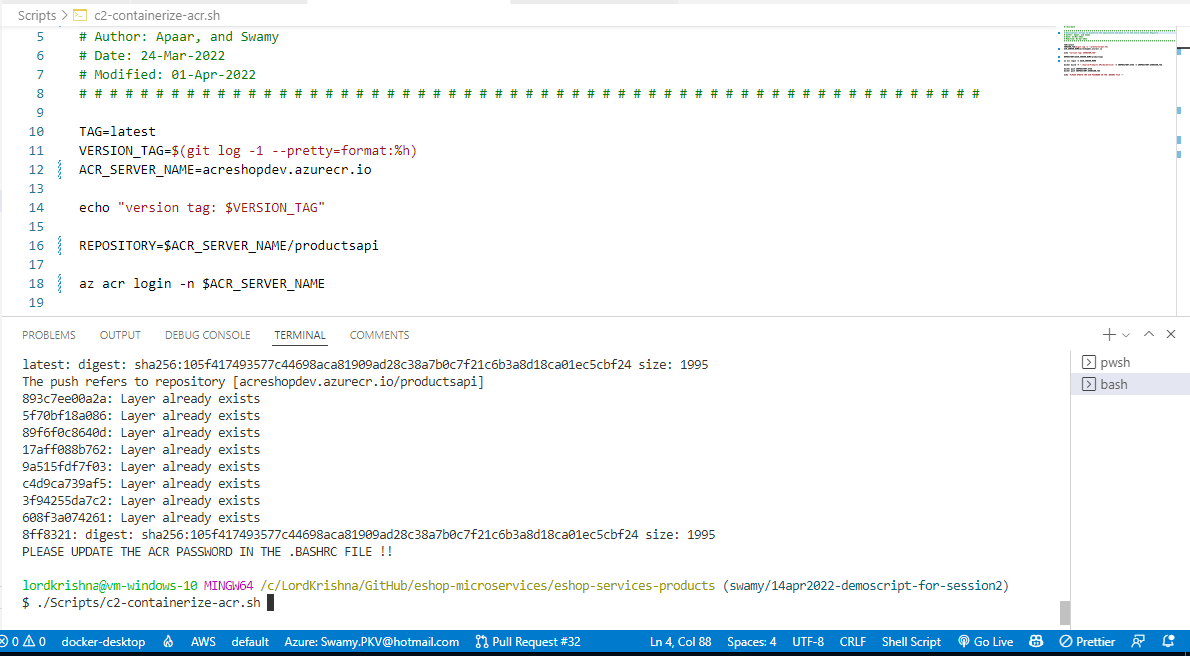 Scripts > c2-containerize-acr.sh
5 # Author: Apaar, and Swamy
6 # Date: 24-Mar-2022
7 # Modified: 01-Apr-2022
8 # # # # # # # # # # # # # # # # # # # # # # # # # # # # # # # # # # # # # # # # # # # # # # # # # # # # # # # # # # #
9
10 TAG=latest
11 VERSION_TAG=$(git log -1 --pretty=format:%h)
12 ACR_SERVER_NAME=acreshopdev.azurecr.io
13
14 echo "version tag: $VERSION_TAG"
15
16 REPOSITORY=$ACR_SERVER_NAME/productsapi
17
18 az acr login -n $ACR_SERVER_NAME
19
PROBLEMS OUTPUT DEBUG CONSOLE TERMINAL COMMENTS
latest: digest: sha256:105f417493577c44698aca81909ad28c38a7b0c7f21c6b3a8d18ca01ec5cbf24 size: 1995
The push refers to repository [acreshopdev.azurecr.io/productsapi]
893c7ee00a2a: Layer already exists
5f70bf18a086: Layer already exists
89f6f0c8640d: Layer already exists
17aff088b762: Layer already exists
9a515fdf7f03: Layer already exists
c4d9ca739af5: Layer already exists
3f94255da7c2: Layer already exists
608f3a074261: Layer already exists
8ff8321: digest: sha256:105f417493577c44698aca81909ad28c38a7b0c7f21c6b3a8d18ca01ec5cbf24 size: 1995
PLEASE UPDATE THE ACR PASSWORD IN THE .BASHRC FILE !!
lordkrishna@vm-windows-10 MINGW64 /c/LordKrishna/GitHub/eshop-microservices/eshop-services-products (swamy/14apr2022-demoscript-for-session2)
$ ./Scripts/c2-containerize-acr.sh
pwsh
bash
0 0 docker-desktop AWS default Azure: Swamy.PKV@hotmail.com Pull Request #32 Ln 4, Col 88 Spaces: 4 UTF-8 CRLF Shell Script Go Live Prettier